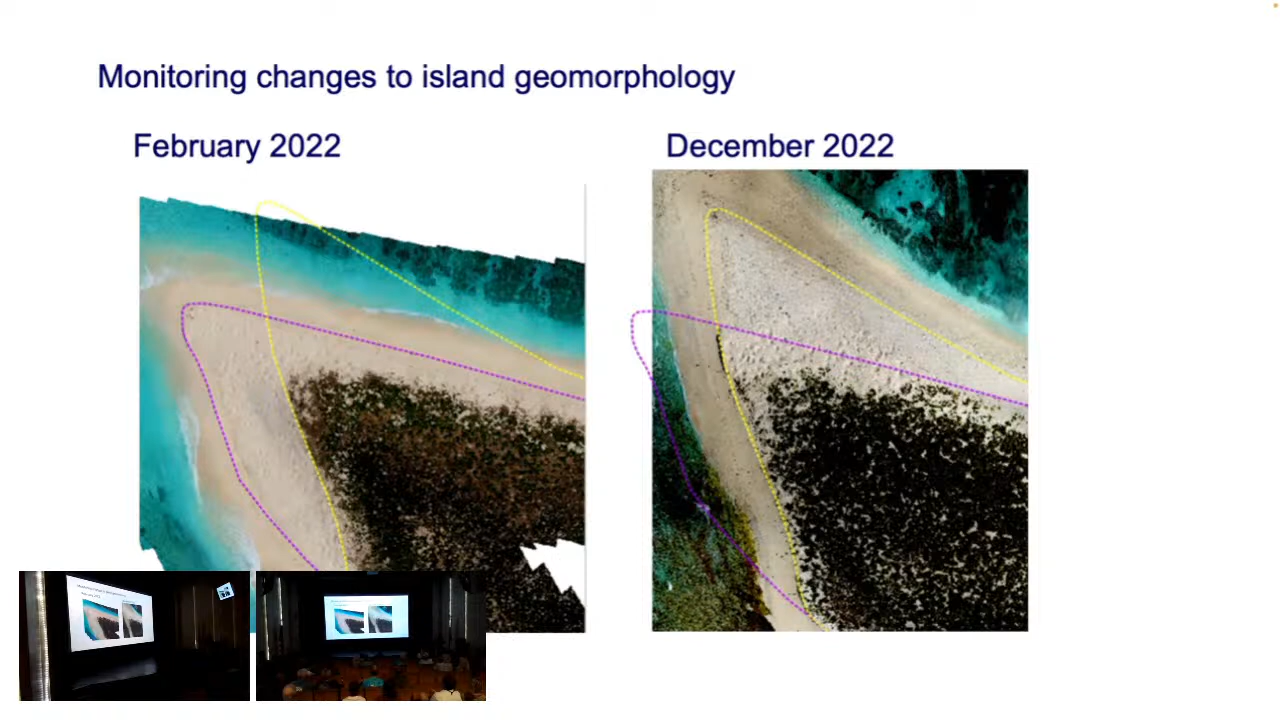 Monitoring changes to island geomorphology
February 2022
December 2022